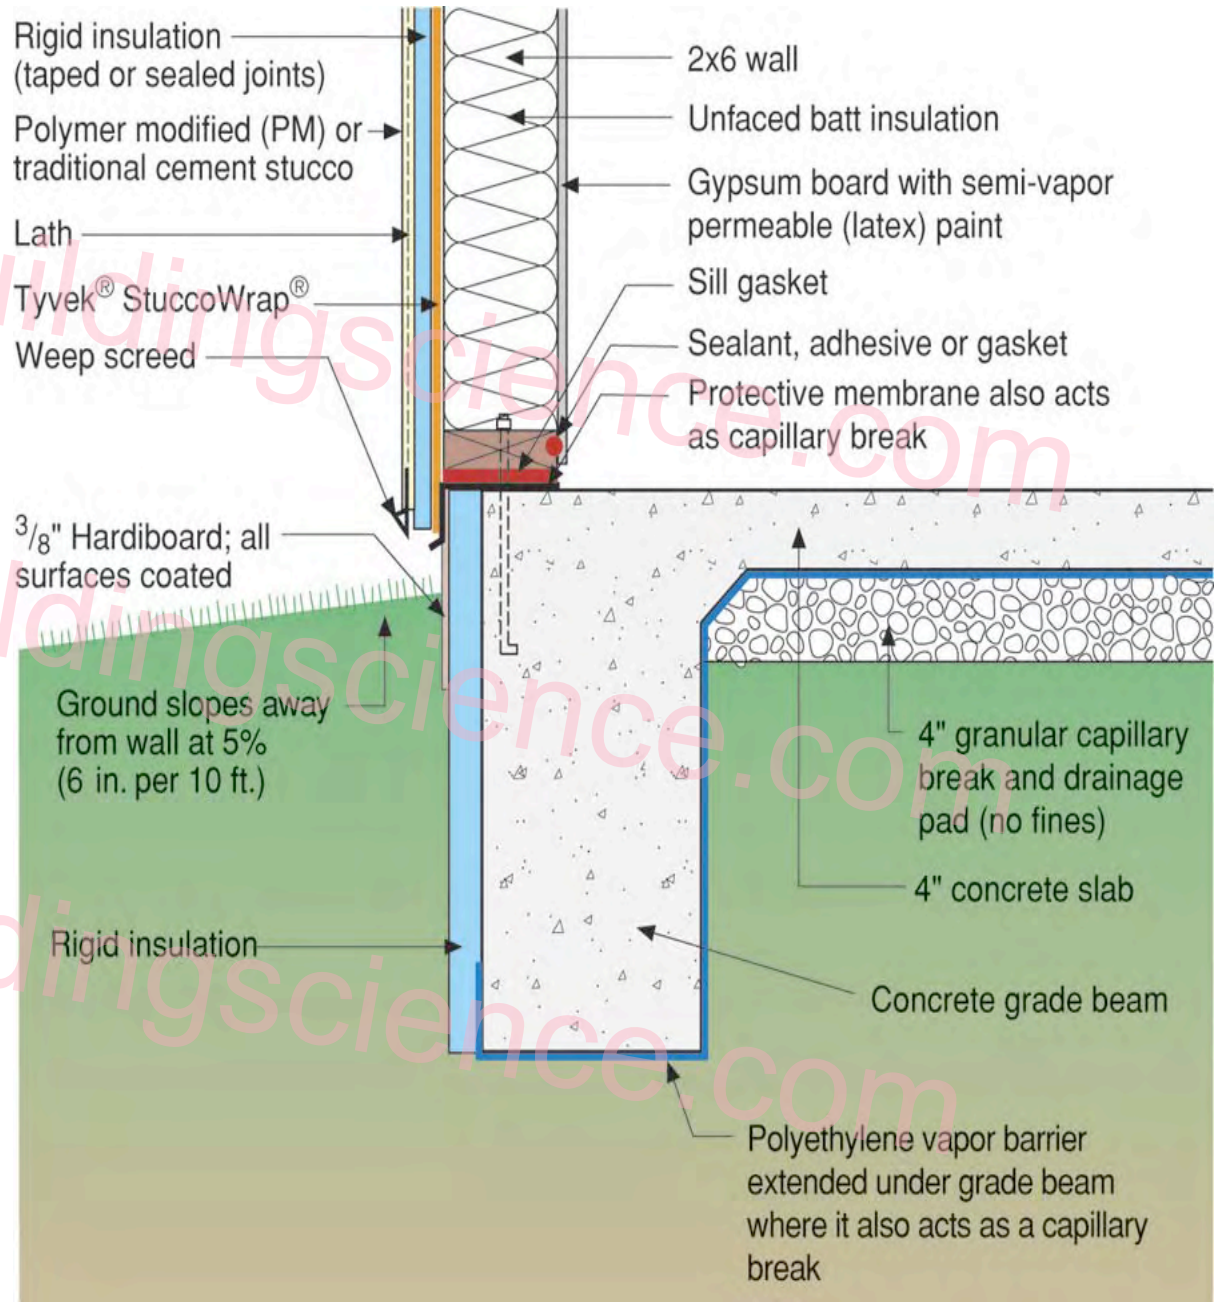 Rigid insulation
(taped or sealed joints)
Polymer modified (PM) or
traditional cement stucco
Lath
Tyvek® StuccoWrap®
Weep screed
3/8" Hardiboard; all
surfaces coated
Ground slopes away
from wall at 5%
(6 in. per 10 ft.)
Rigid insulation
2x6 wall
Unfaced batt insulation
Gypsum board with semi-vapor
permeable (latex) paint
Sill gasket
Sealant, adhesive or gasket
Protective membrane also acts
as capillary break
4" granular capillary
break and drainage
pad (no fines)
4" concrete slab
Concrete grade beam
Polyethylene vapor barrier
extended under grade beam
where it also acts as a capillary
break
uildingscience.com
ldingscience.com
dingscience.com